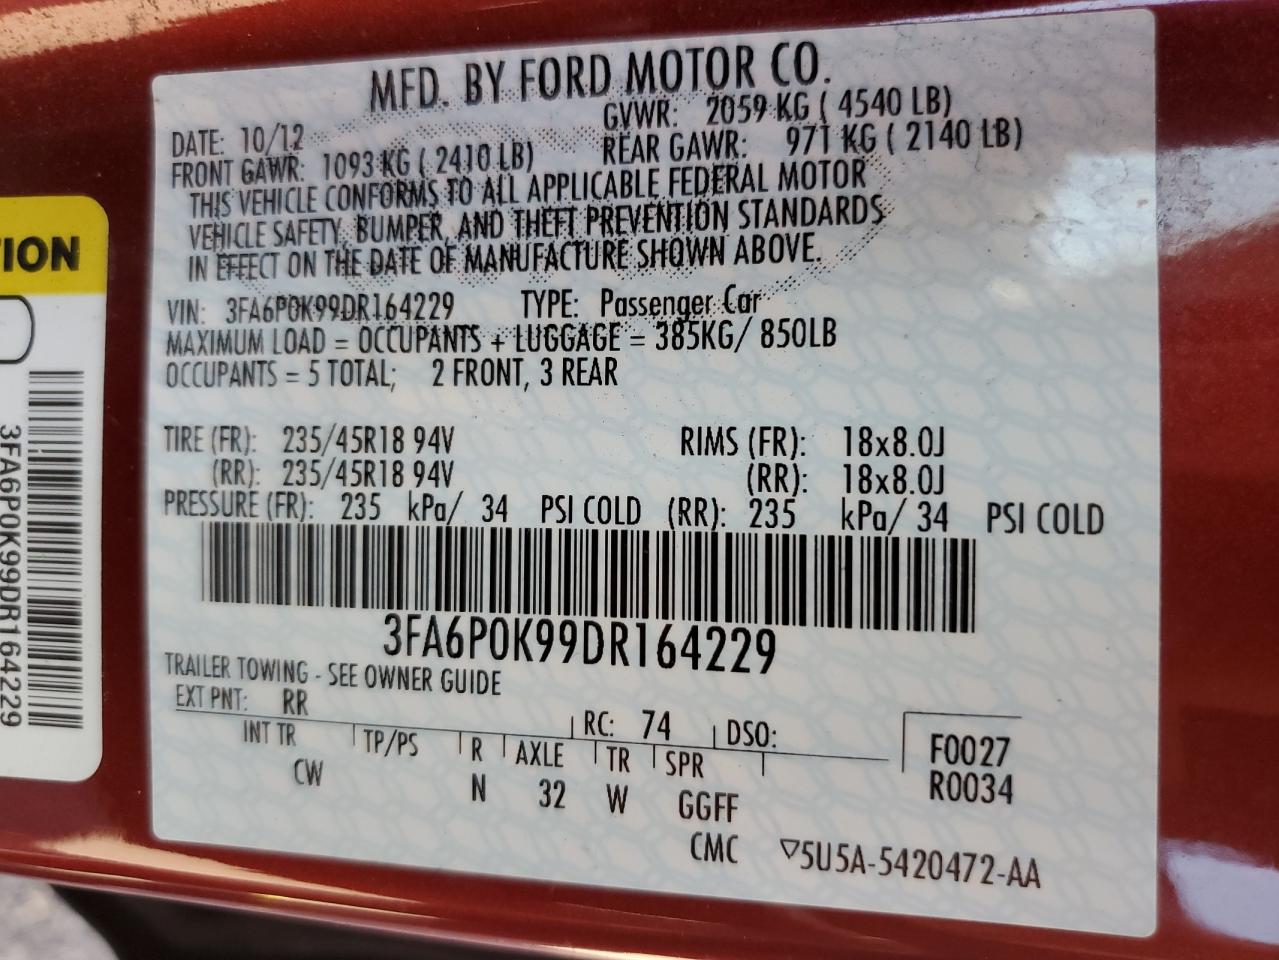 MFD. BY FORD MOTOR CO.
DATE: 10/12 GVWR: 2059 KG ( 4540 LB)
FRONT GAWR: 1093 KG ( 2410 LB) REAR GAWR: 971 KG ( 2140 LB)
THIS VEHICLE CONFORMS TO ALL APPLICABLE FEDERAL MOTOR
VEHICLE SAFETY, BUMPER, AND THEFT PREVENTION STANDARDS
IN EFFECT ON THE DATE OF MANUFACTURE SHOWN ABOVE.
VIN: 3FA6P0K99DR164229 TYPE: Passenger Car
MAXIMUM LOAD = OCCUPANTS + LUGGAGE = 385KG/ 850LB
OCCUPANTS = 5 TOTAL; 2 FRONT, 3 REAR
TIRE (FR): 235/45R18 94V RIMS (FR): 18x8.0J
(RR): 235/45R18 94V (RR): 18x8.0J
PRESSURE (FR): 235 kPa/ 34 PSI COLD (RR): 235 kPa/ 34 PSI COLD
3FA6P0K99DR164229
TRAILER TOWING - SEE OWNER GUIDE
EXT PNT: RR RC: 74 DSO:
INT TR TP/PS R AXLE TR SPR
CW N 32 W GGFF
CMC
F0027
R0034
▽5U5A-5420472-AA
TION
3FA6P0K99DR164229